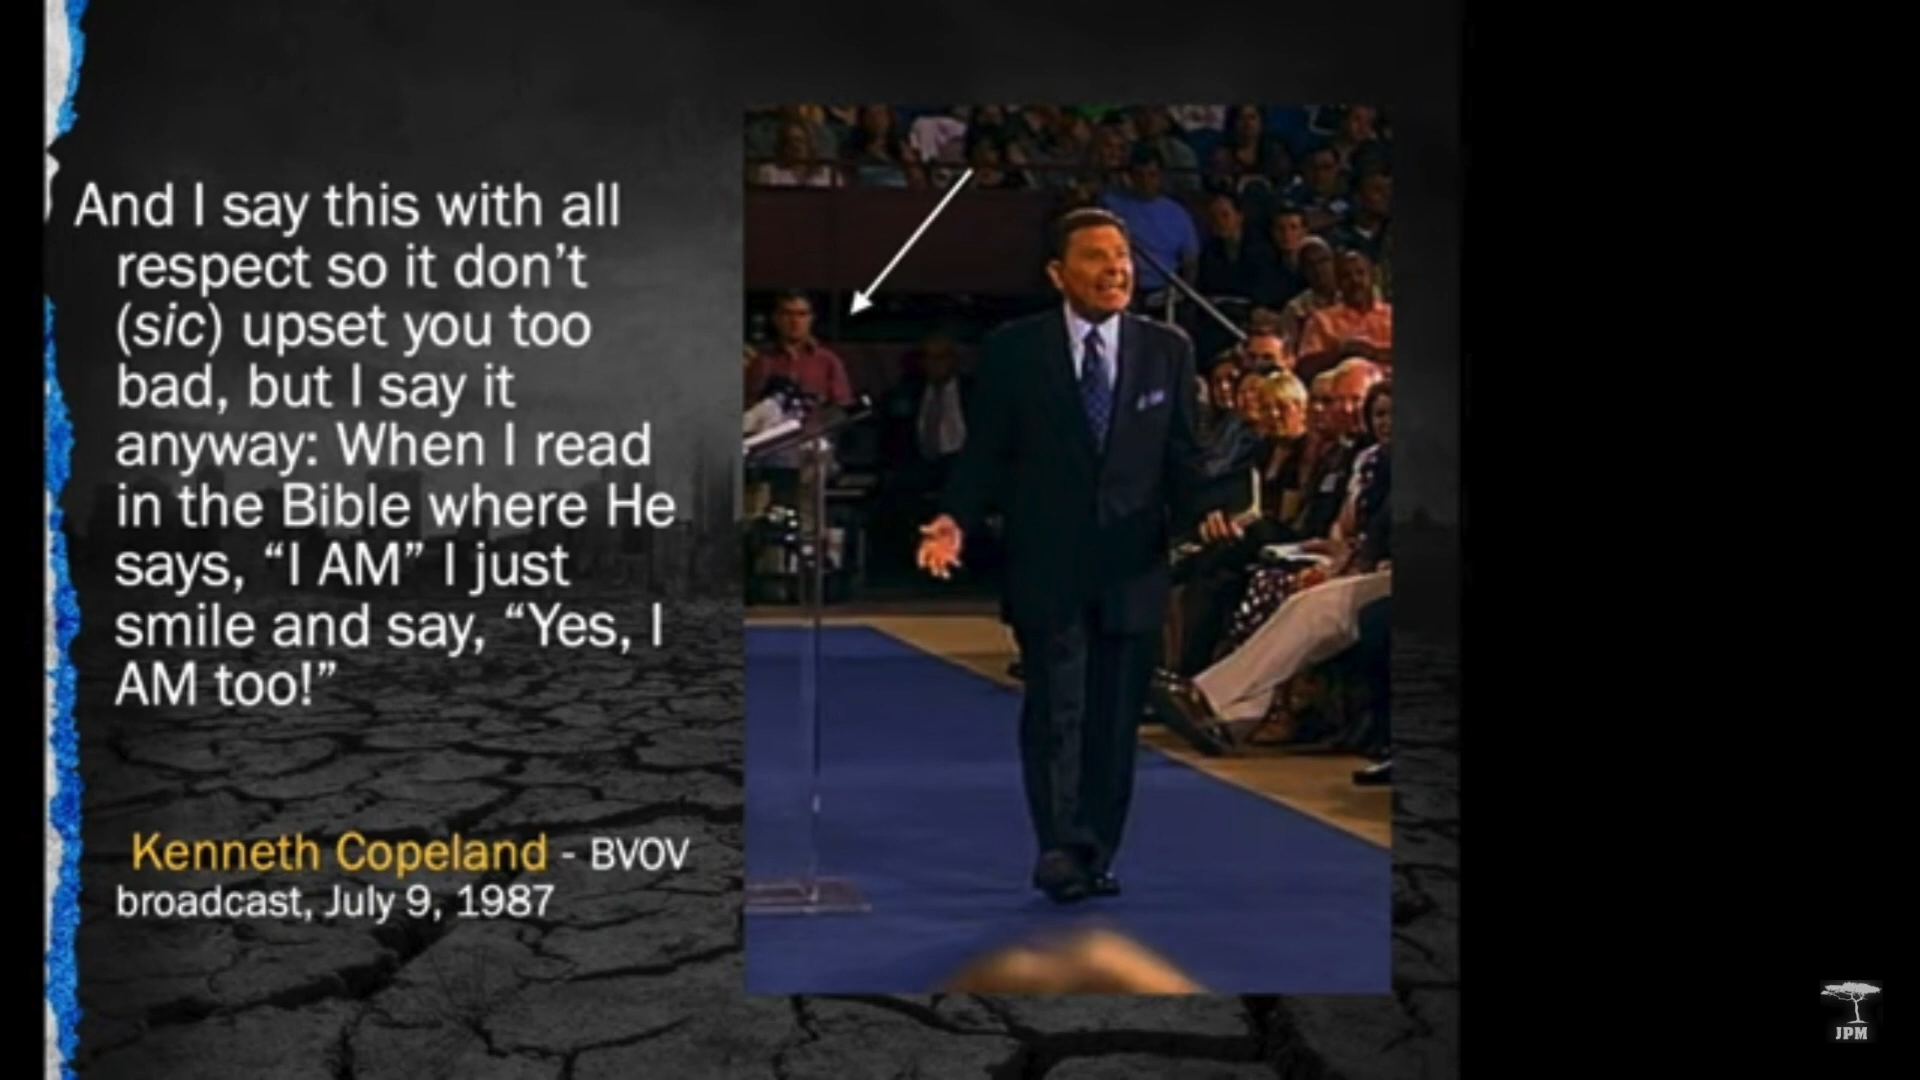 And I say this with all
respect so it don’t
(sic) upset you too
bad, but I say it
anyway: When I read
in the Bible where He
says, “I AM” I just
smile and say, “Yes, I
AM too!”
Kenneth Copeland - BVOV
broadcast, July 9, 1987
JPM